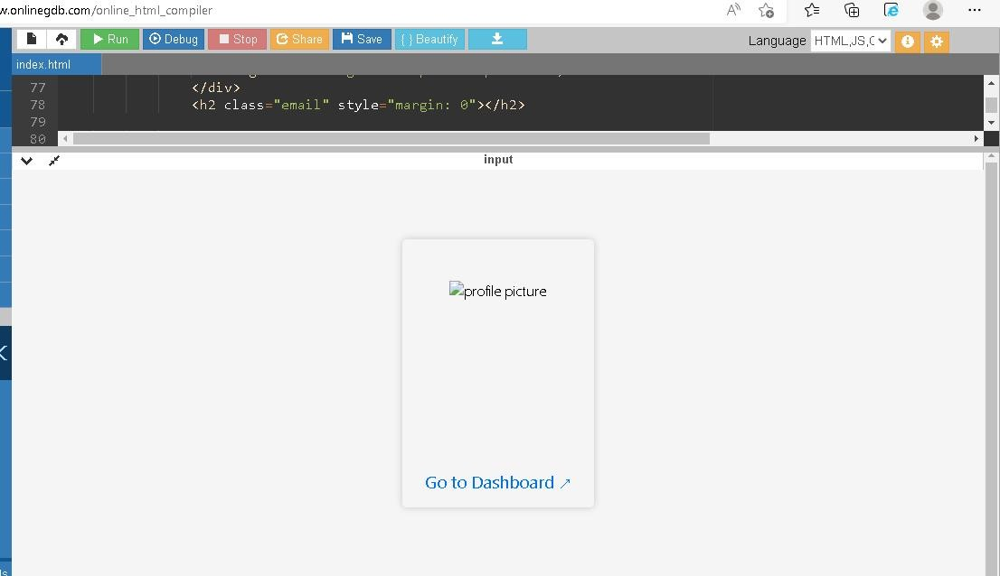 w.onlinegdb.com/online_html_compiler
Run Debug Stop Share Save { } Beautify Language HTML,JS,C
index.html
77 </div>
78 <h2 class="email" style="margin: 0"></h2>
79
80
input
profile picture
Go to Dashboard ↗
ls